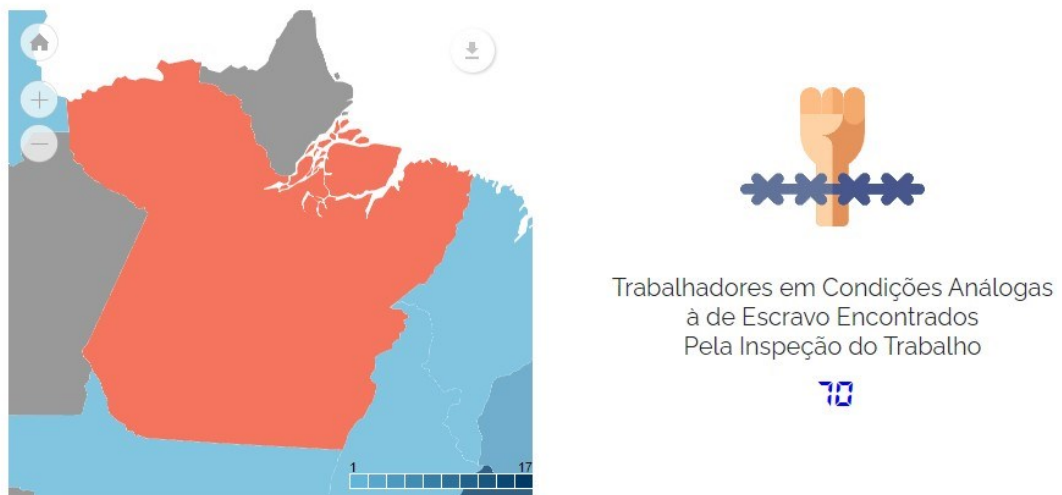 1
17
Trabalhadores em Condições Análogas
à de Escravo Encontrados
Pela Inspeção do Trabalho
70